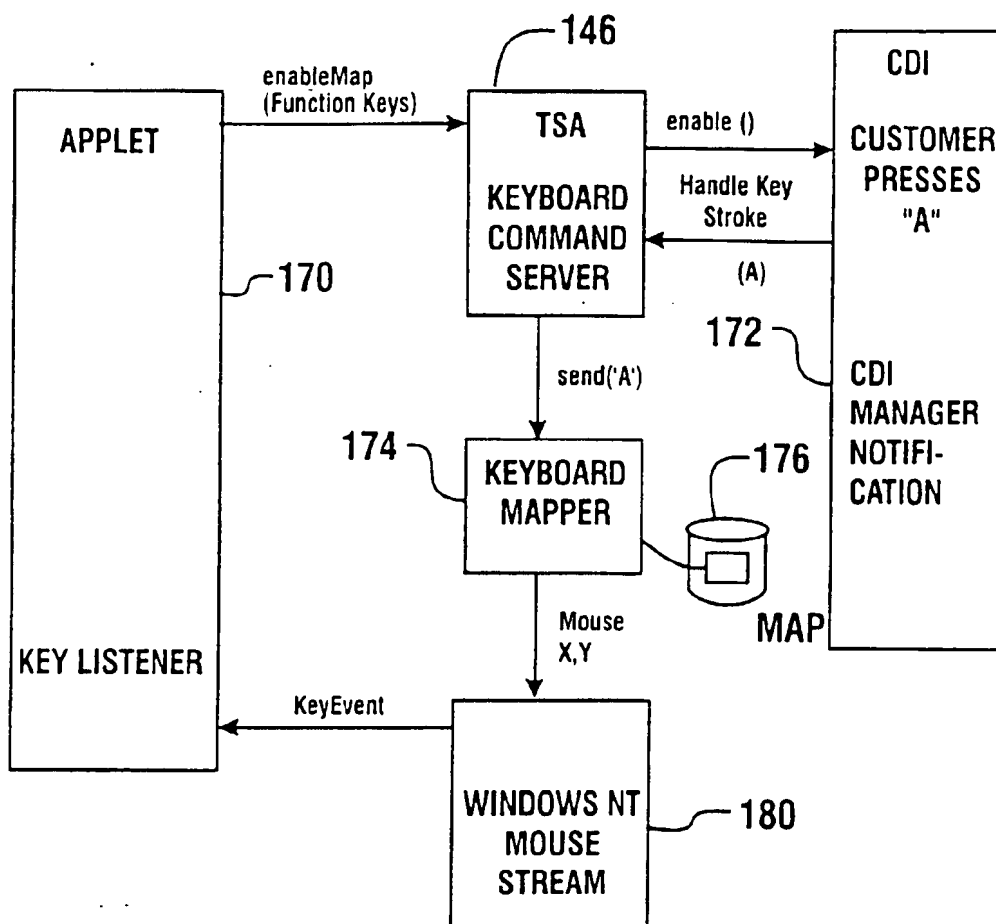 146
enableMap
(Function Keys)
APPLET
TSA
KEYBOARD
COMMAND
SERVER
enable ()
Handle Key
Stroke
(A)
CDI
CUSTOMER
PRESSES
"A"
170
172
CDI
MANAGER
NOTIFI-
CATION
send('A')
174
KEYBOARD
MAPPER
176
MAP
Mouse
X,Y
KEY LISTENER
KeyEvent
WINDOWS NT
MOUSE
STREAM
180